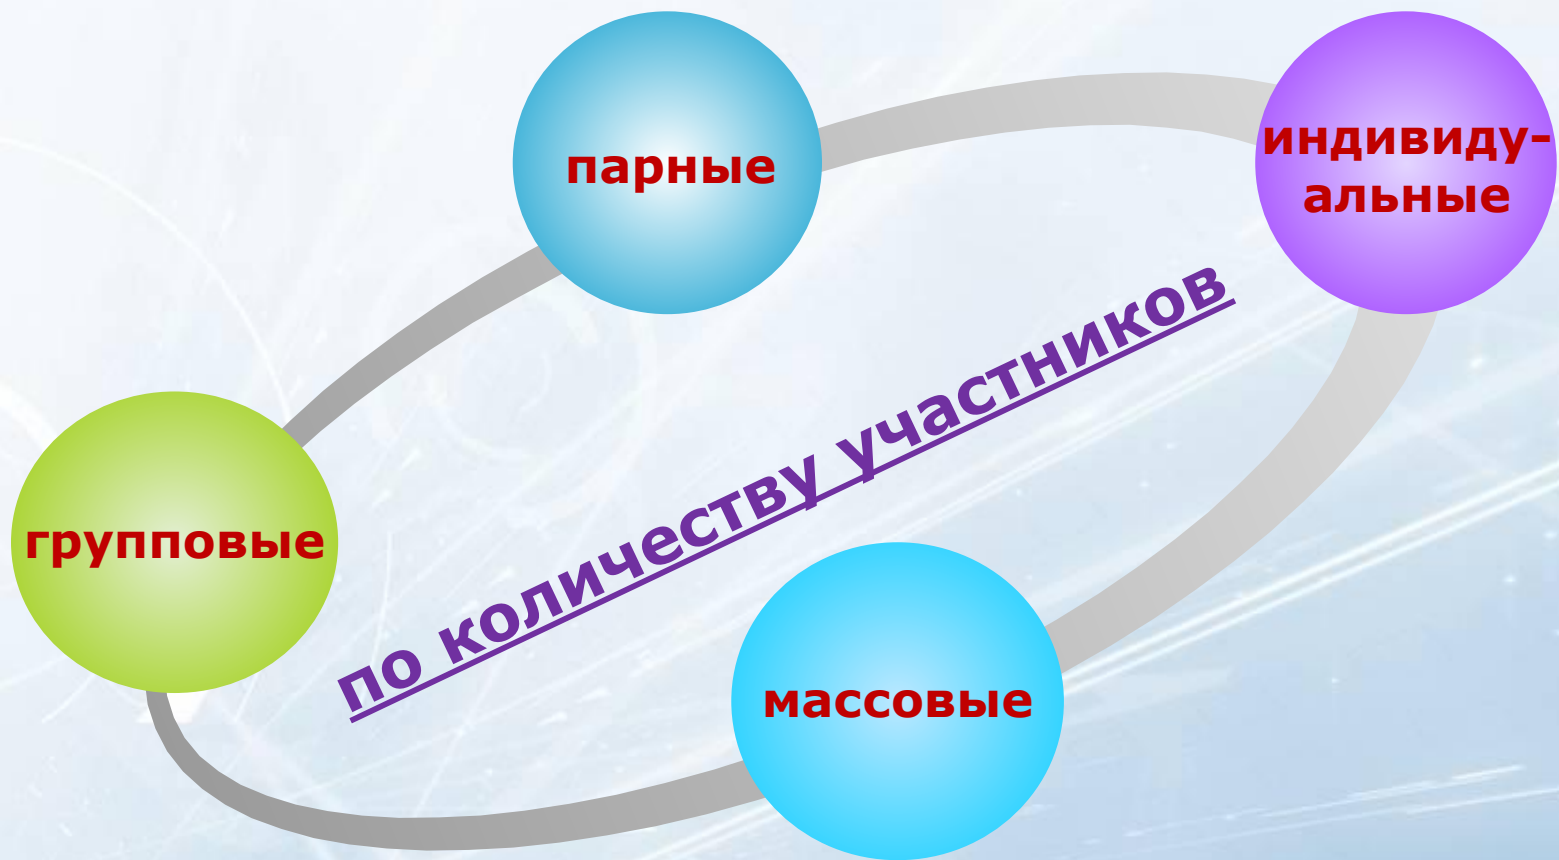 парные
индивиду-
альные
по количеству участников
групповые
массовые